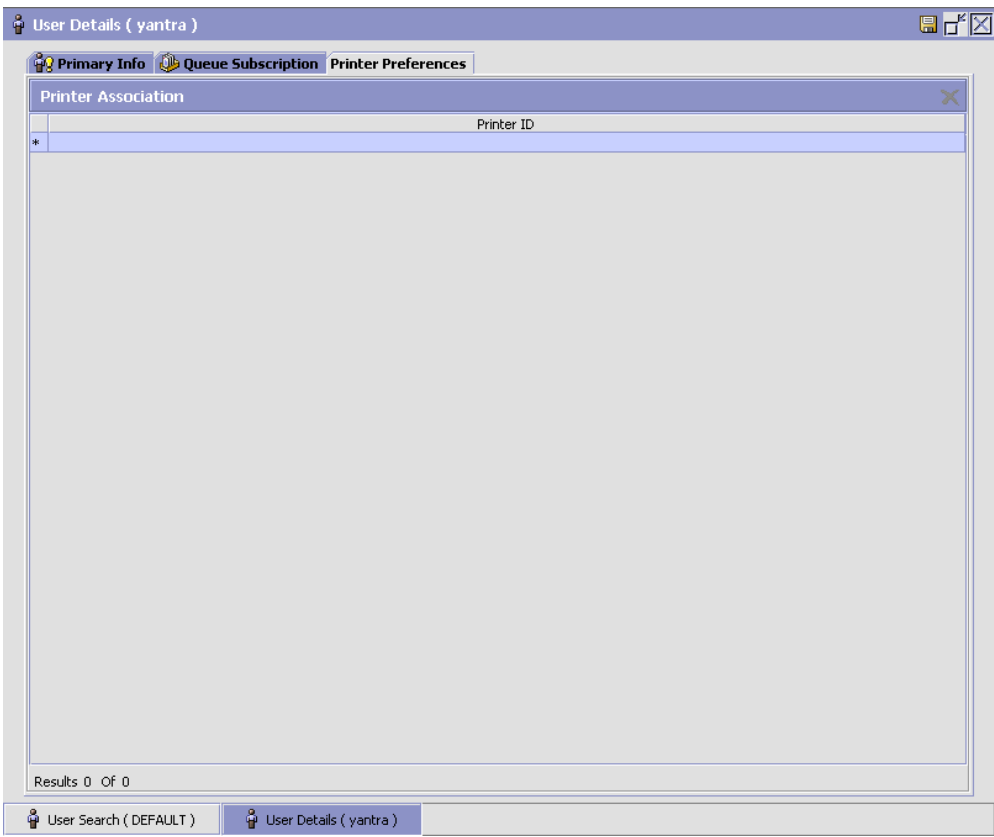 User Details ( yantra )
Primary Info Queue Subscription Printer Preferences
Printer Association
Printer ID
*
Results 0 Of 0
User Search ( DEFAULT ) User Details ( yantra )